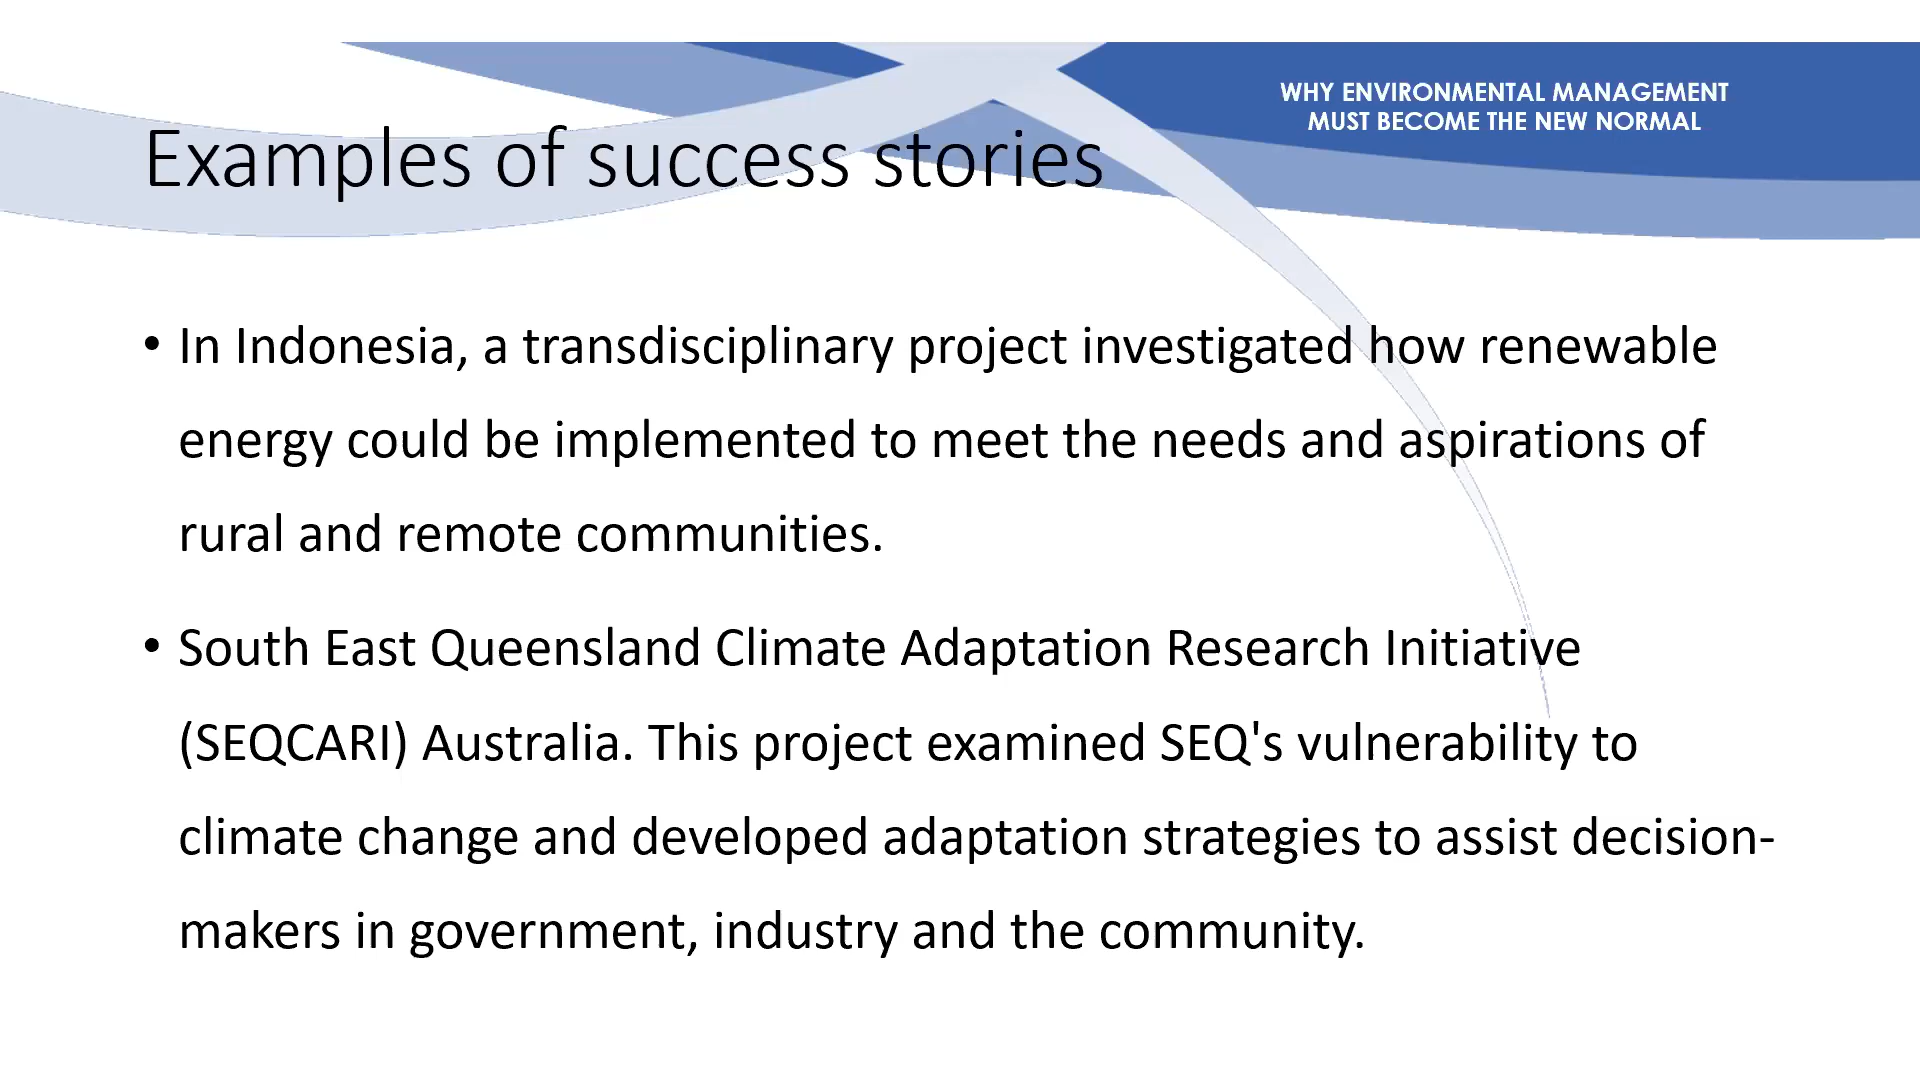 WHY ENVIRONMENTAL MANAGEMENT
MUST BECOME THE NEW NORMAL
Examples of success stories
• In Indonesia, a transdisciplinary project investigated how renewable
energy could be implemented to meet the needs and aspirations of
rural and remote communities.
• South East Queensland Climate Adaptation Research Initiative
(SEQCARI) Australia. This project examined SEQ's vulnerability to
climate change and developed adaptation strategies to assist decision-
makers in government, industry and the community.